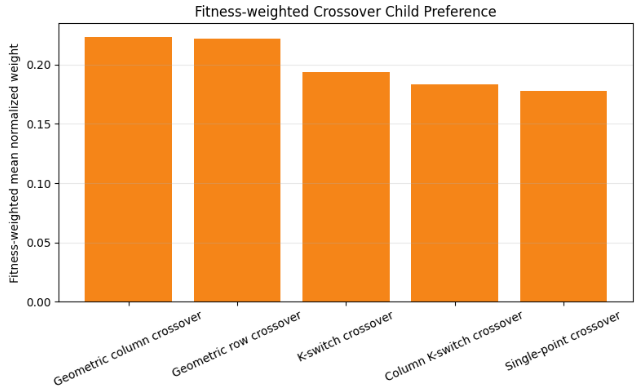 Fitness-weighted Crossover Child Preference
Fitness-weighted mean normalized weight
0.20
0.15
0.10
0.05
0.00
Geometric column crossover
Geometric row crossover
K-switch crossover
Column K-switch crossover
Single-point crossover